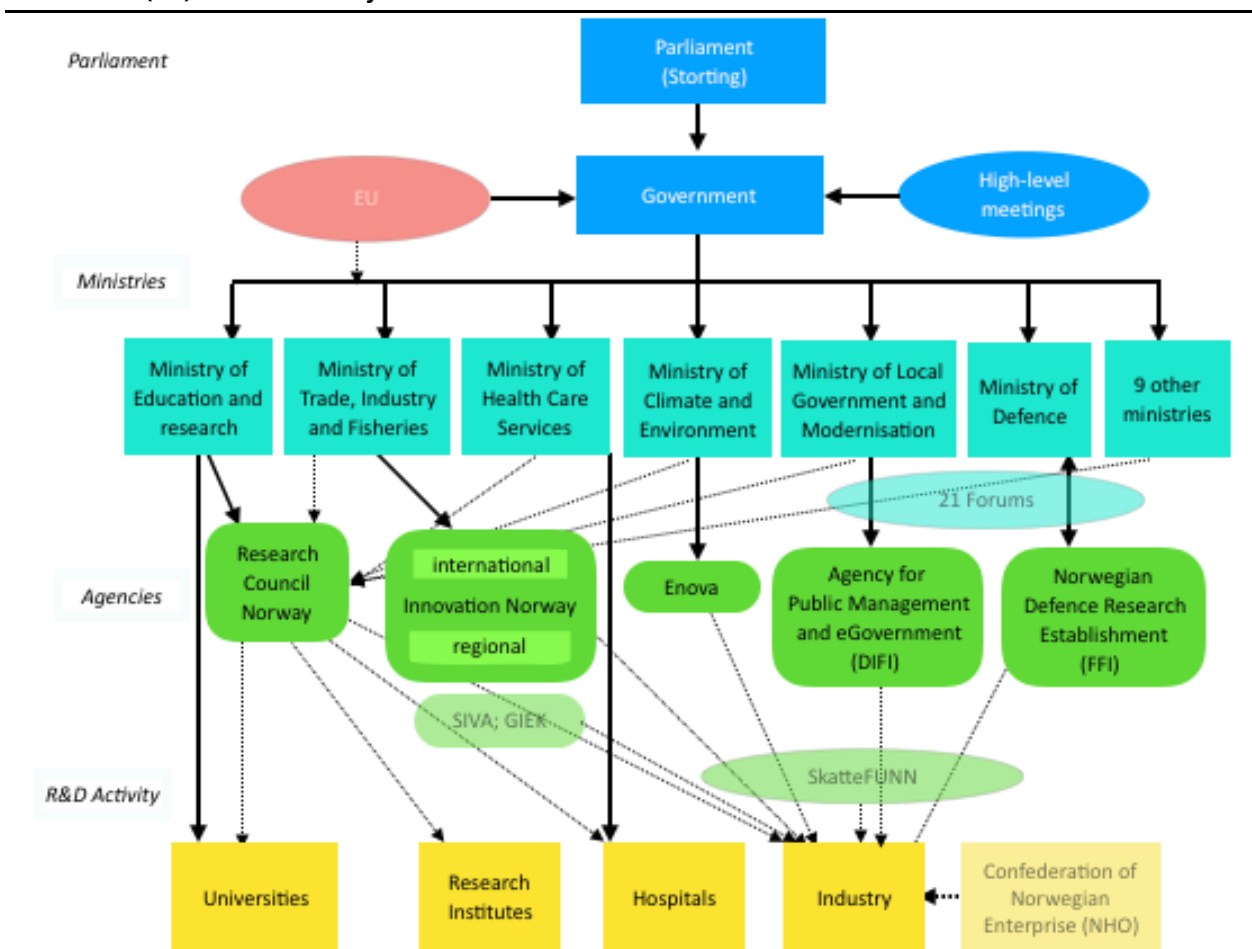 Parliament
Parliament
(Storting)
EU
Government
High-level
meetings
Ministries
Ministry of
Education and
research
Ministry of
Trade, Industry
and Fisheries
Ministry of
Health Care
Services
Ministry of
Climate and
Environment
Ministry of Local
Government and
Modernisation
Ministry of
Defence
9 other
ministries
21 Forums
Agencies
Research
Council
Norway
international
Innovation Norway
regional
Enova
Agency for
Public Management
and eGovernment
(DIFI)
Norwegian
Defence Research
Establishment
(FFI)
SIVA; GIEK
SkatteFUNN
R&D Activity
Universities
Research
Institutes
Hospitals
Industry
Confederation of
Norwegian
Enterprise (NHO)